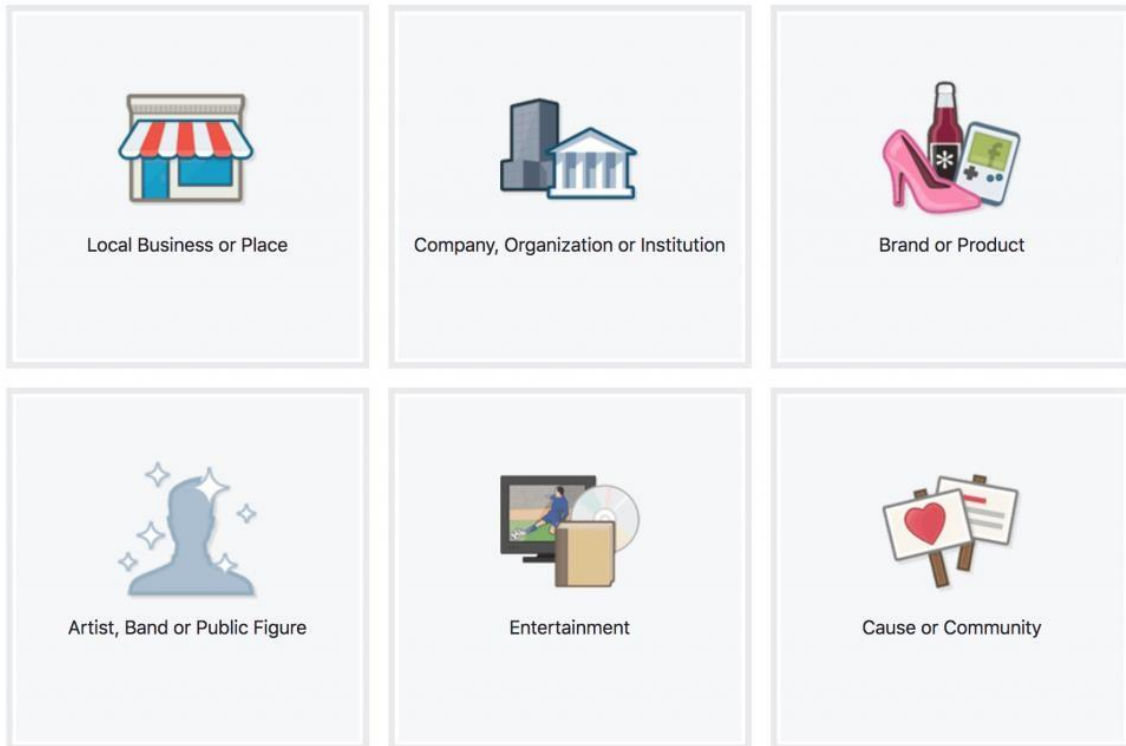 Local Business or Place
Company, Organization or Institution
Brand or Product
Artist, Band or Public Figure
Entertainment
Cause or Community